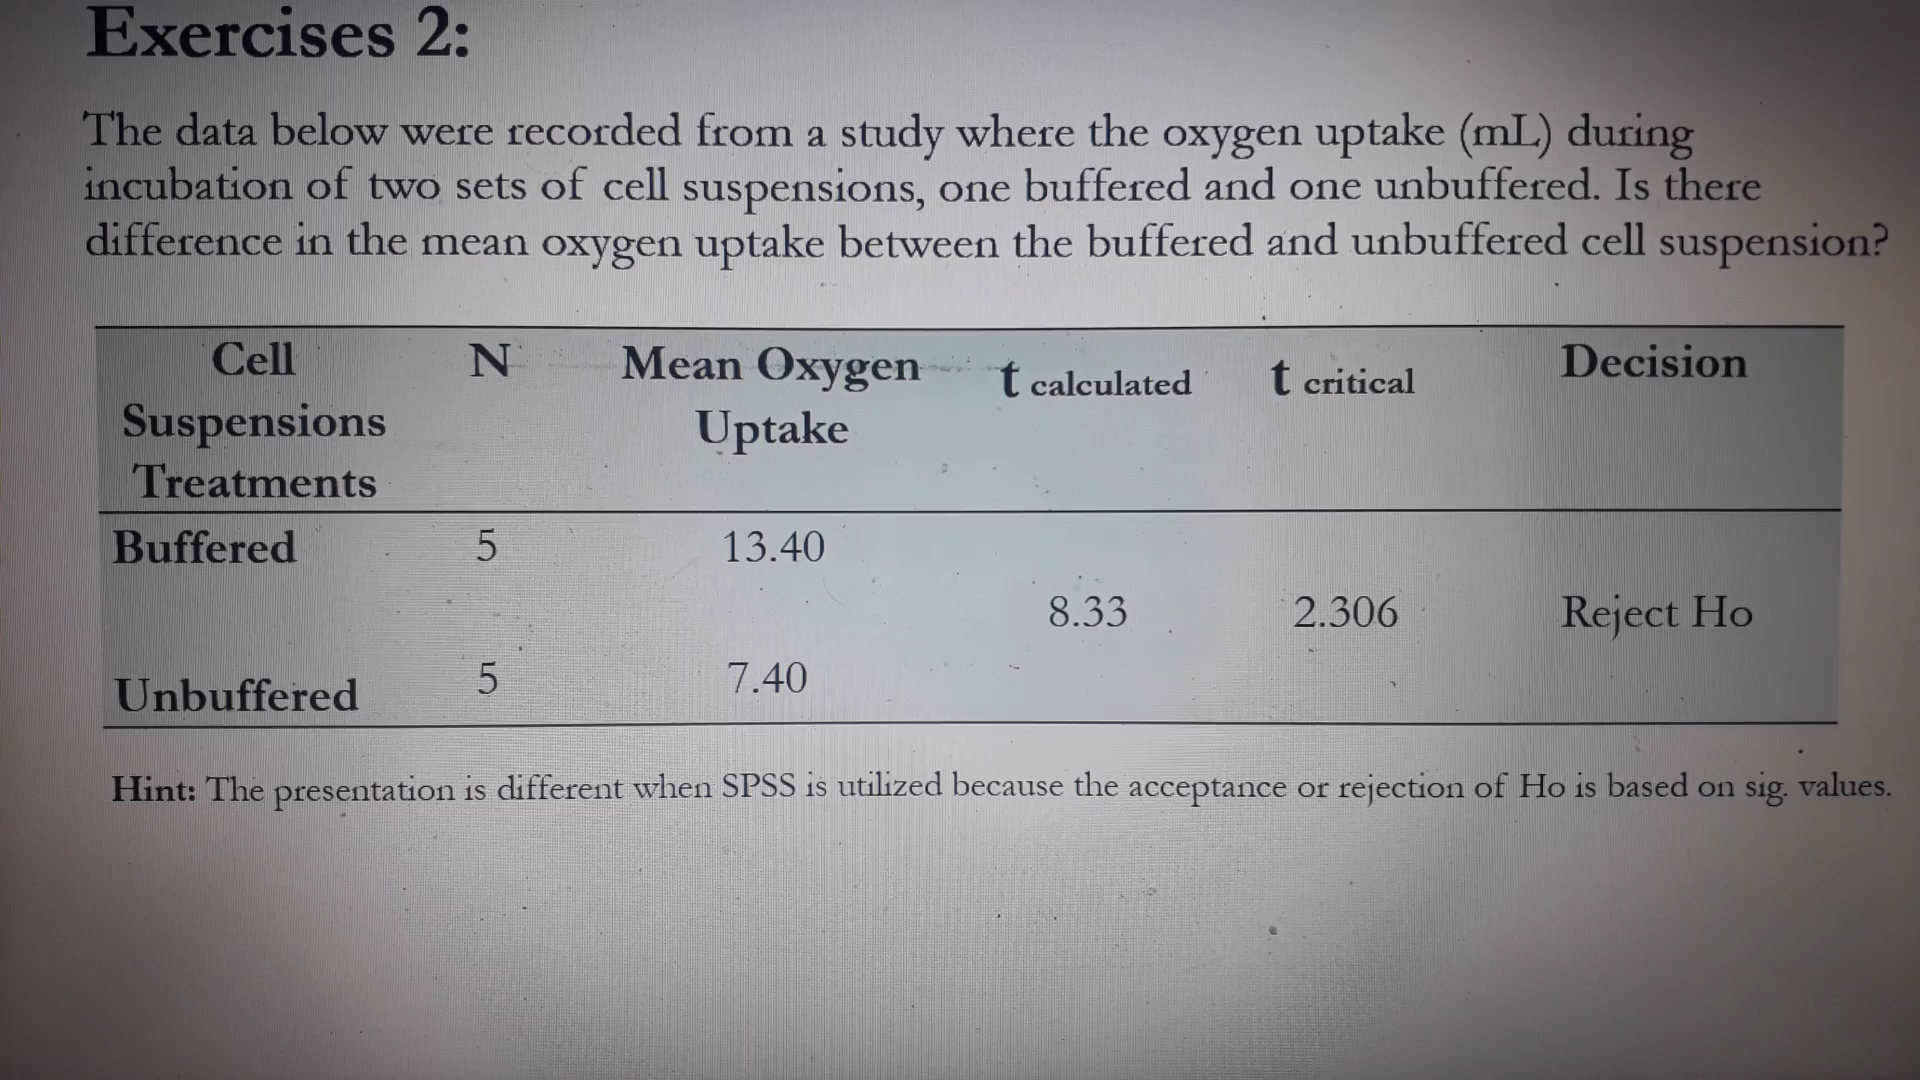 Exercises 2:
The data below were recorded from a study where the oxygen uptake (mL) during
incubation of two sets of cell suspensions, one buffered and one unbuffered. Is there
difference in the mean oxygen uptake between the buffered and unbuffered cell suspension?
Cell Suspensions Treatments N Mean Oxygen Uptake t calculated t critical Decision
Buffered 5 13.40
8.33 2.306 Reject Ho
Unbuffered 5 7.40
Hint: The presentation is different when SPSS is utilized because the acceptance or rejection of Ho is based on sig. values.